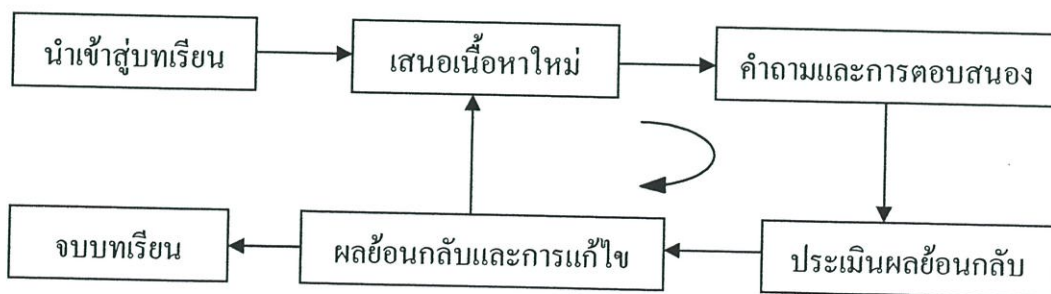 นำเข้าสู่บทเรียน
เสนอเนื้อหาใหม่
คำถามและการตอบสนอง
จบบทเรียน
ผลย้อนกลับและการแก้ไข
ประเมินผลย้อนกลับ